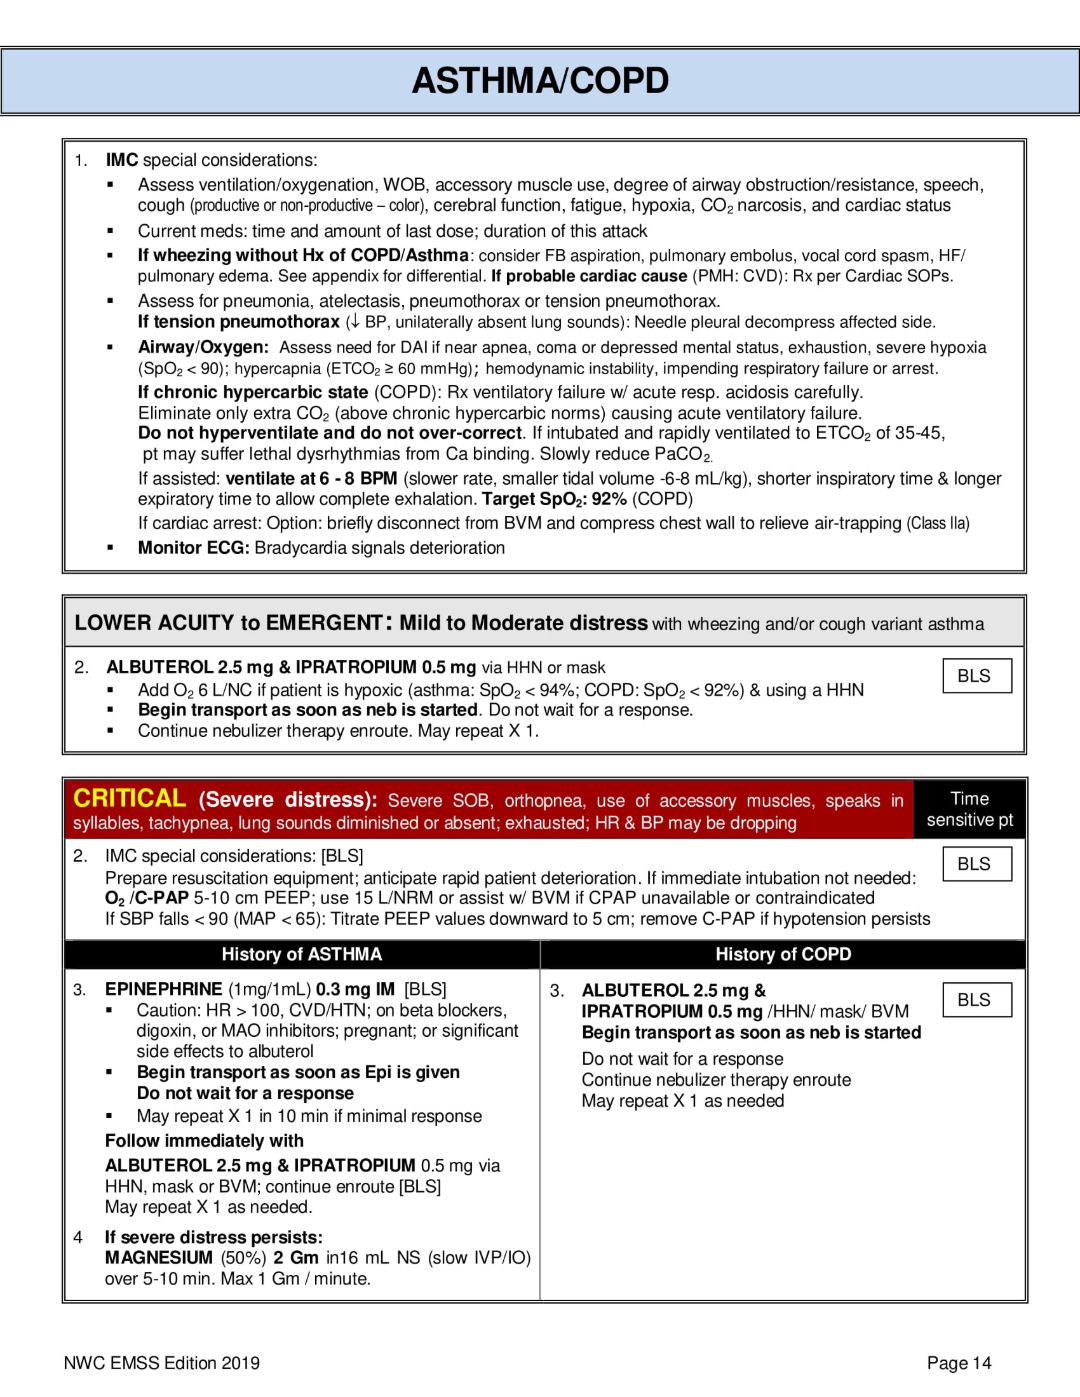 ASTHMA/COPD
1. IMC special considerations:
▪ Assess ventilation/oxygenation, WOB, accessory muscle use, degree of airway obstruction/resistance, speech,
cough (productive or non-productive – color), cerebral function, fatigue, hypoxia, CO₂ narcosis, and cardiac status
▪ Current meds: time and amount of last dose; duration of this attack
▪ If wheezing without Hx of COPD/Asthma: consider FB aspiration, pulmonary embolus, vocal cord spasm, HF/
pulmonary edema. See appendix for differential. If probable cardiac cause (PMH: CVD): Rx per Cardiac SOPs.
▪ Assess for pneumonia, atelectasis, pneumothorax or tension pneumothorax.
If tension pneumothorax (↓ BP, unilaterally absent lung sounds): Needle pleural decompress affected side.
▪ Airway/Oxygen: Assess need for DAI if near apnea, coma or depressed mental status, exhaustion, severe hypoxia
(SpO₂ < 90); hypercapnia (ETCO₂ ≥ 60 mmHg); hemodynamic instability, impending respiratory failure or arrest.
If chronic hypercarbic state (COPD): Rx ventilatory failure w/ acute resp. acidosis carefully.
Eliminate only extra CO₂ (above chronic hypercarbic norms) causing acute ventilatory failure.
Do not hyperventilate and do not over-correct. If intubated and rapidly ventilated to ETCO₂ of 35-45,
pt may suffer lethal dysrhythmias from Ca binding. Slowly reduce PaCO₂.
If assisted: ventilate at 6 - 8 BPM (slower rate, smaller tidal volume -6-8 mL/kg), shorter inspiratory time & longer
expiratory time to allow complete exhalation. Target SpO₂: 92% (COPD)
If cardiac arrest: Option: briefly disconnect from BVM and compress chest wall to relieve air-trapping (Class IIa)
▪ Monitor ECG: Bradycardia signals deterioration
LOWER ACUITY to EMERGENT: Mild to Moderate distress with wheezing and/or cough variant asthma
2. ALBUTEROL 2.5 mg & IPRATROPIUM 0.5 mg via HHN or mask
BLS
▪ Add O₂ 6 L/NC if patient is hypoxic (asthma: SpO₂ < 94%; COPD: SpO₂ < 92%) & using a HHN
▪ Begin transport as soon as neb is started. Do not wait for a response.
▪ Continue nebulizer therapy enroute. May repeat X 1.
CRITICAL (Severe distress): Severe SOB, orthopnea, use of accessory muscles, speaks in
syllables, tachypnea, lung sounds diminished or absent; exhausted; HR & BP may be dropping
Time
sensitive pt
2. IMC special considerations: [BLS]
BLS
Prepare resuscitation equipment; anticipate rapid patient deterioration. If immediate intubation not needed:
O₂ /C-PAP 5-10 cm PEEP; use 15 L/NRM or assist w/ BVM if CPAP unavailable or contraindicated
If SBP falls < 90 (MAP < 65): Titrate PEEP values downward to 5 cm; remove C-PAP if hypotension persists
History of ASTHMA
3. EPINEPHRINE (1mg/1mL) 0.3 mg IM [BLS]
▪ Caution: HR > 100, CVD/HTN; on beta blockers,
digoxin, or MAO inhibitors; pregnant; or significant
side effects to albuterol
▪ Begin transport as soon as Epi is given
Do not wait for a response
▪ May repeat X 1 in 10 min if minimal response
Follow immediately with
ALBUTEROL 2.5 mg & IPRATROPIUM 0.5 mg via
HHN, mask or BVM; continue enroute [BLS]
May repeat X 1 as needed.
4 If severe distress persists:
MAGNESIUM (50%) 2 Gm in16 mL NS (slow IVP/IO)
over 5-10 min. Max 1 Gm / minute.
History of COPD
3. ALBUTEROL 2.5 mg &
IPRATROPIUM 0.5 mg /HHN/ mask/ BVM
BLS
Begin transport as soon as neb is started
Do not wait for a response
Continue nebulizer therapy enroute
May repeat X 1 as needed
NWC EMSS Edition 2019
Page 14